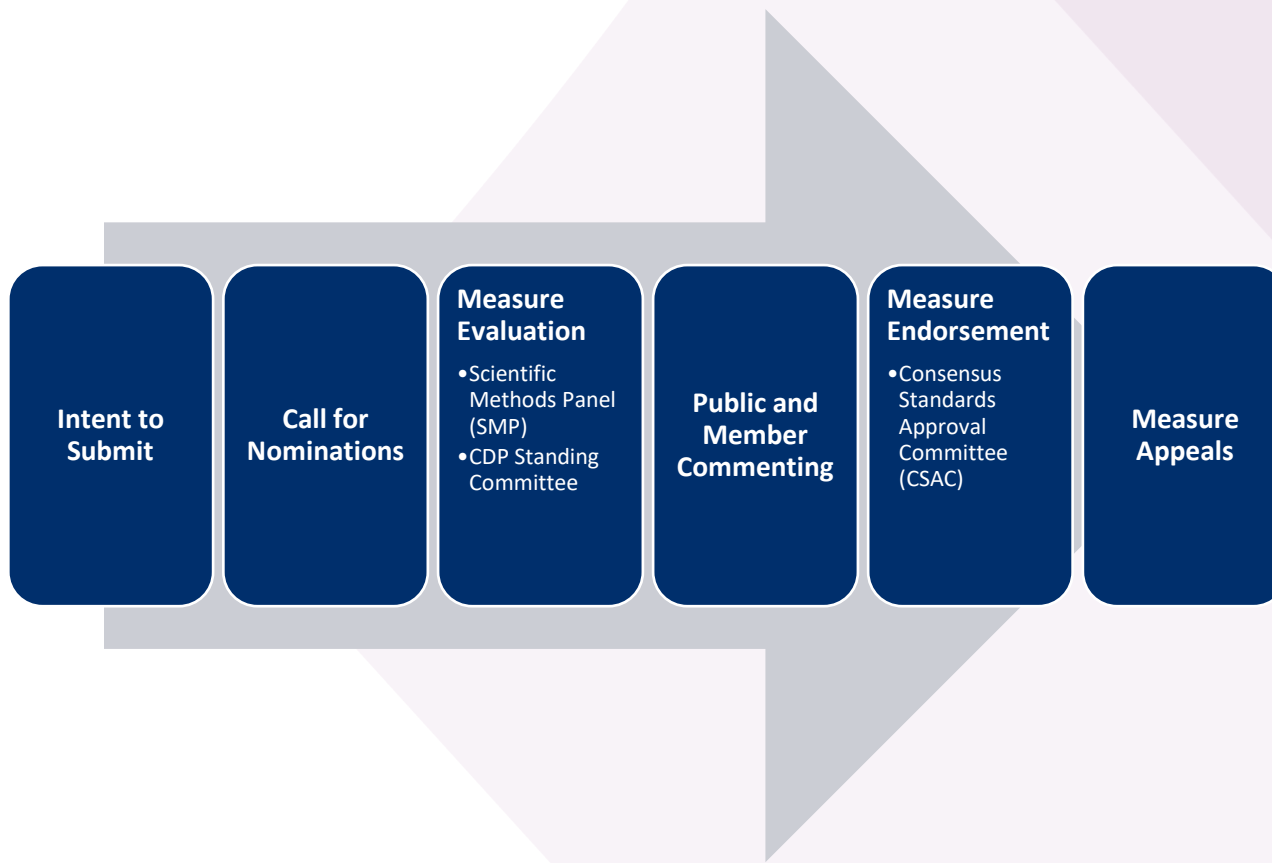 Intent to
Submit
Call for
Nominations
Measure
Evaluation
•Scientific
Methods Panel
(SMP)
•CDP Standing
Committee
Public and
Member
Commenting
Measure
Endorsement
•Consensus
Standards
Approval
Committee
(CSAC)
Measure
Appeals